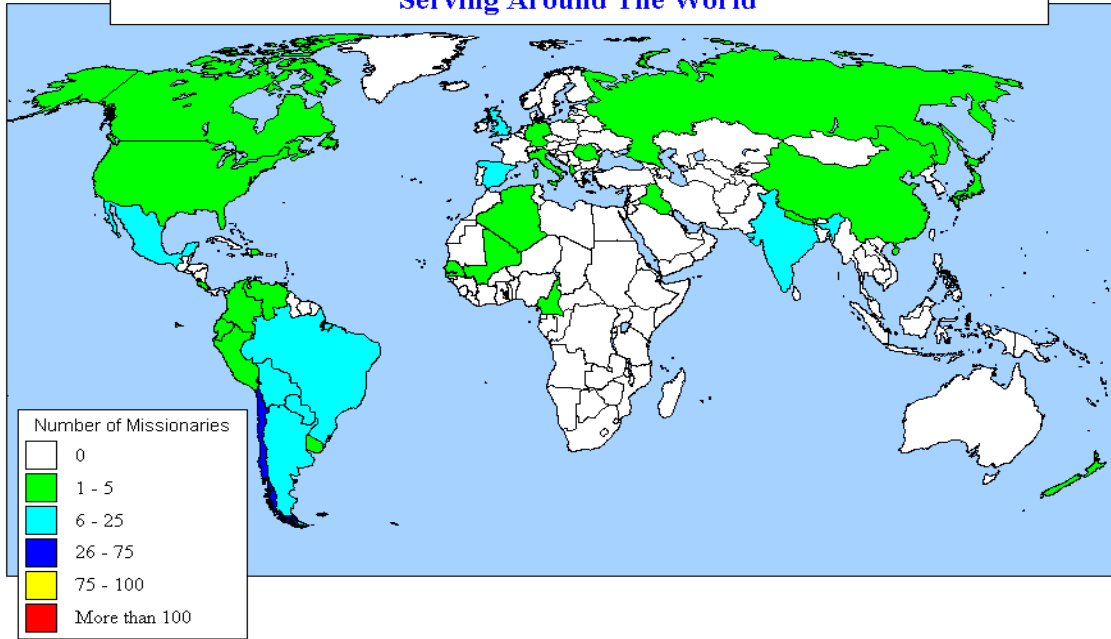 Serving Around The World
Number of Missionaries
0
1 - 5
6 - 25
26 - 75
75 - 100
More than 100